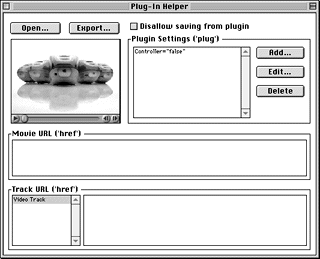 Plug-In Helper
Open...
Export...
Disallow saving from plugin
Plugin Settings ('plug')
Controller="false"
Add...
Edit...
Delete
Movie URL ('href')
Track URL ('href')
Video Track